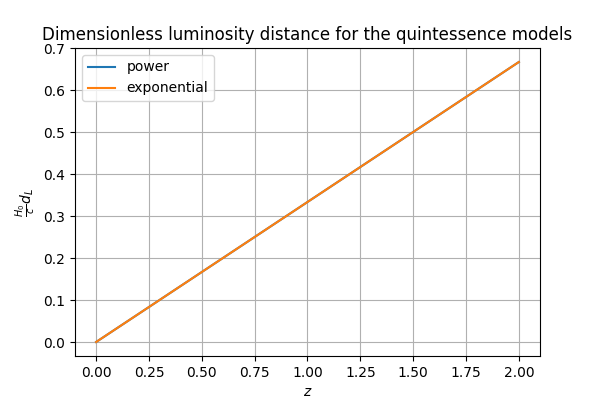 Dimensionless luminosity distance for the quintessence models
power
exponential
0.7
0.6
0.5
0.4
0.3
0.2
0.1
0.0
H₀/c d_L
0.00 0.25 0.50 0.75 1.00 1.25 1.50 1.75 2.00
z